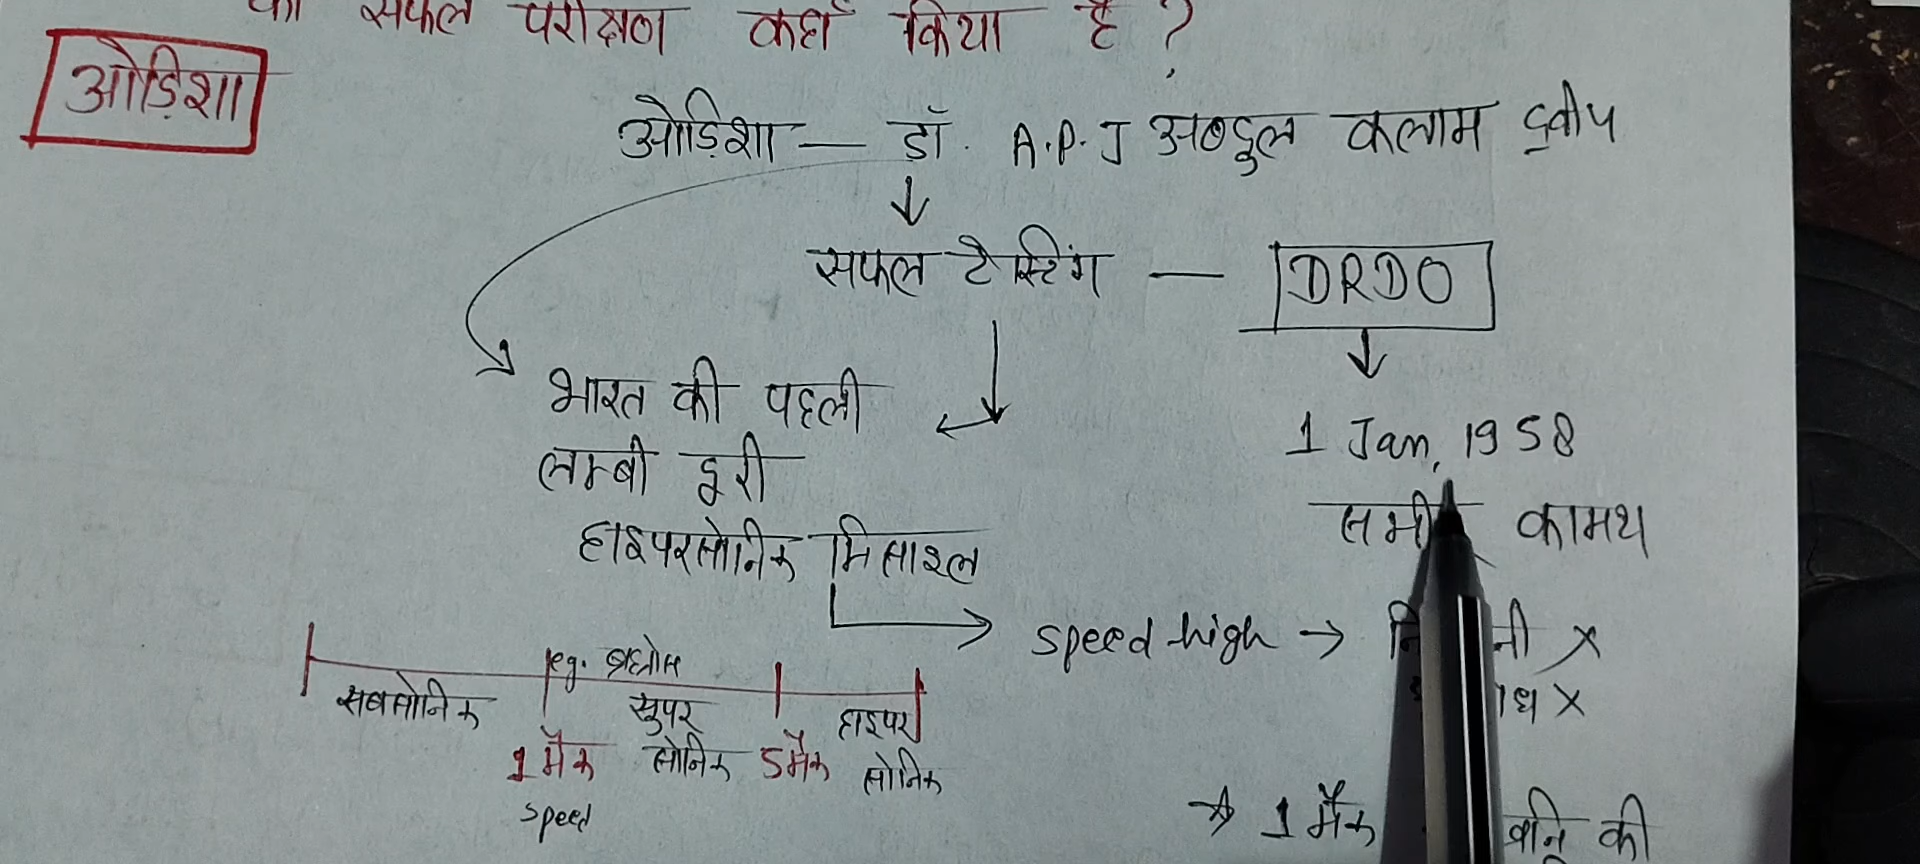 का सफल परीक्षण कहाँ किया है ?
ओड़िशा
ओड़िशा — डॉ. A.P.J अब्दुल कलाम द्वीप
सफल टेस्टिंग — DRDO
भारत की पहली
लम्बी दूरी
हाइपरसोनिक मिसाइल
1 Jan, 1958
कामथ
speed high →
X
X
eg. ब्रह्मोस
सबसोनिक
सुपर
सोनिक
हाइपर
सोनिक
1 मैक
speed
5 मैक
1 मैक
की